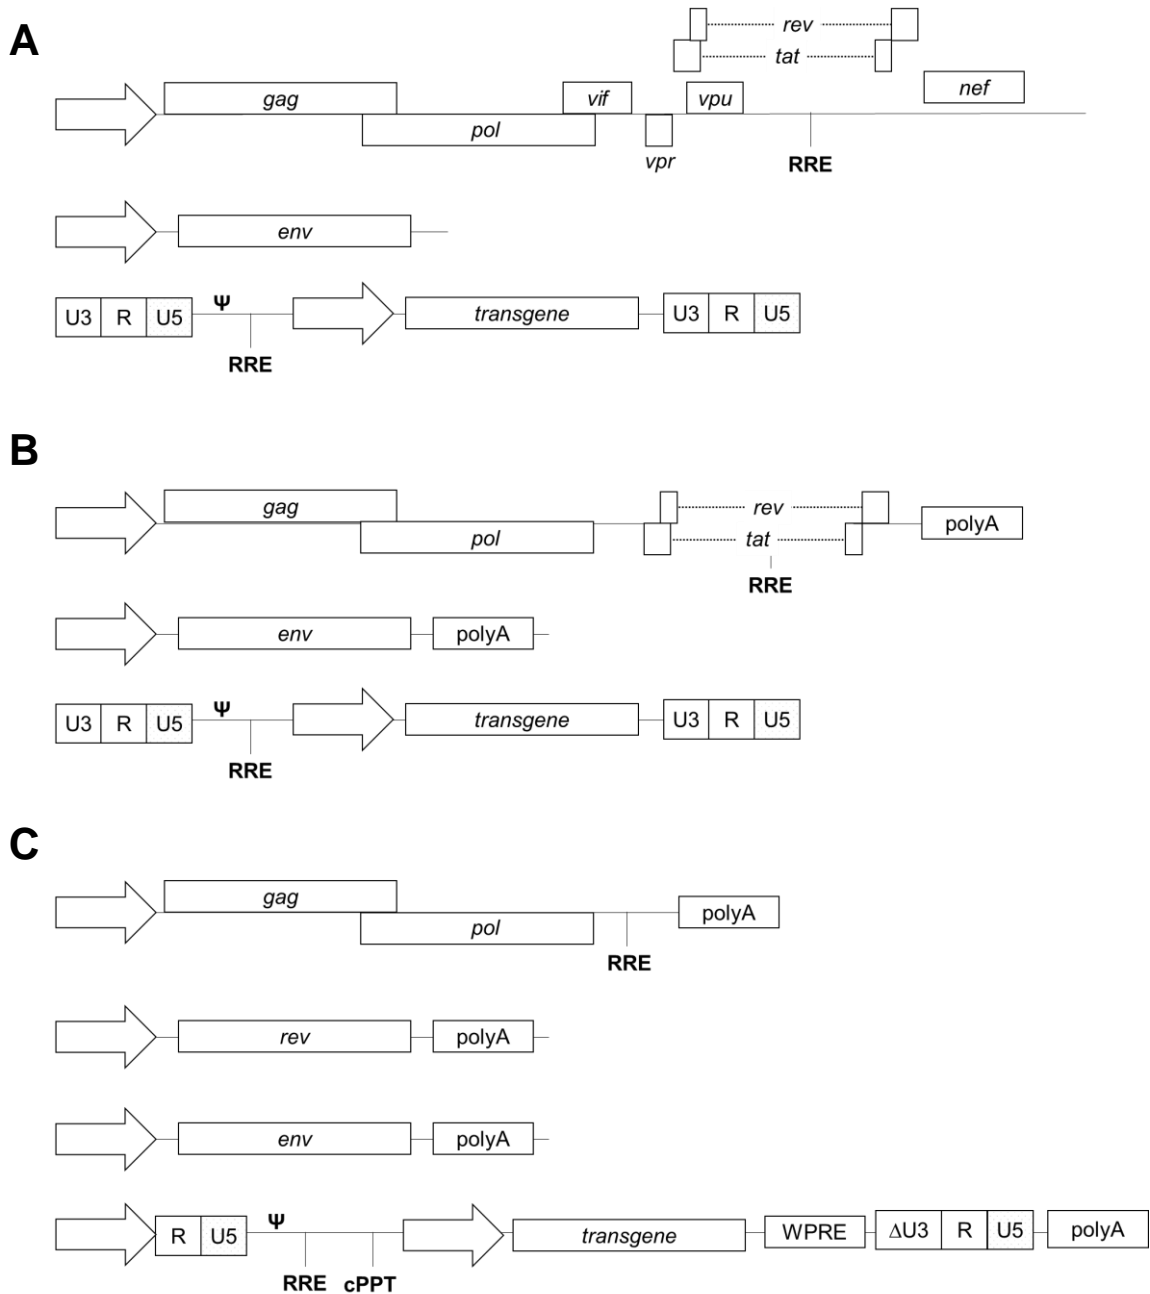 A
rev
tat
gag
vif
vpu
nef
pol
vpr
RRE
env
U3 R U5 Ψ transgene U3 R U5
RRE
B
gag
rev
polyA
pol
tat
RRE
env polyA
U3 R U5 Ψ transgene U3 R U5
RRE
C
gag
polyA
pol
RRE
rev polyA
env polyA
R U5 Ψ transgene WPRE ΔU3 R U5 polyA
RRE cPPT